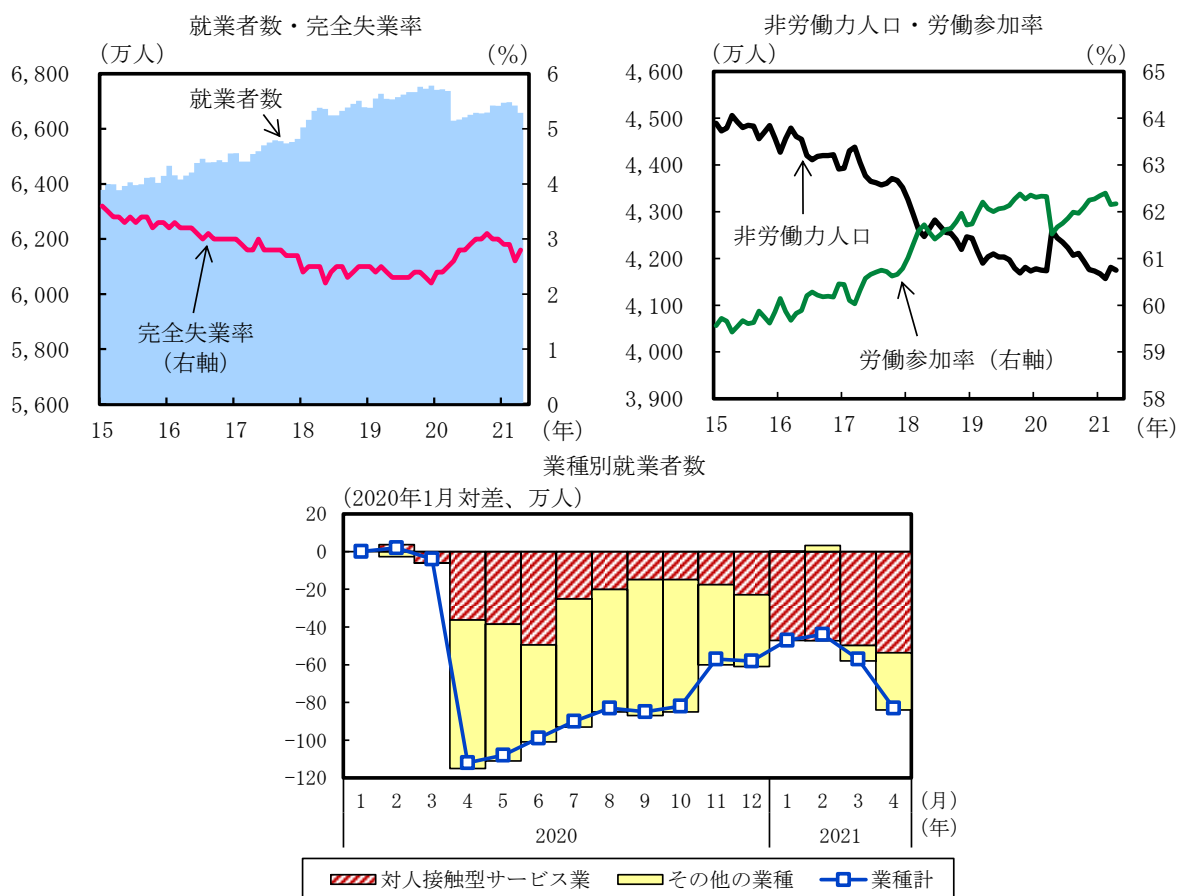 就業者数・完全失業率
(万人)
(%)
6,800
6,600
6,400
6,200
6,000
5,800
5,600
6
5
4
3
2
1
0
就業者数
完全失業率
(右軸)
15 16 17 18 19 20 21 (年)
非労働力人口・労働参加率
(万人)
(%)
4,600
4,500
4,400
4,300
4,200
4,100
4,000
3,900
65
64
63
62
61
60
59
58
非労働力人口
労働参加率(右軸)
15 16 17 18 19 20 21 (年)
業種別就業者数
(2020年1月対差、万人)
20
0
-20
-40
-60
-80
-100
-120
1 2 3 4 5 6 7 8 9 10 11 12 1 2 3 4 (月)
2020 2021 (年)
対人接触型サービス業 その他の業種 業種計